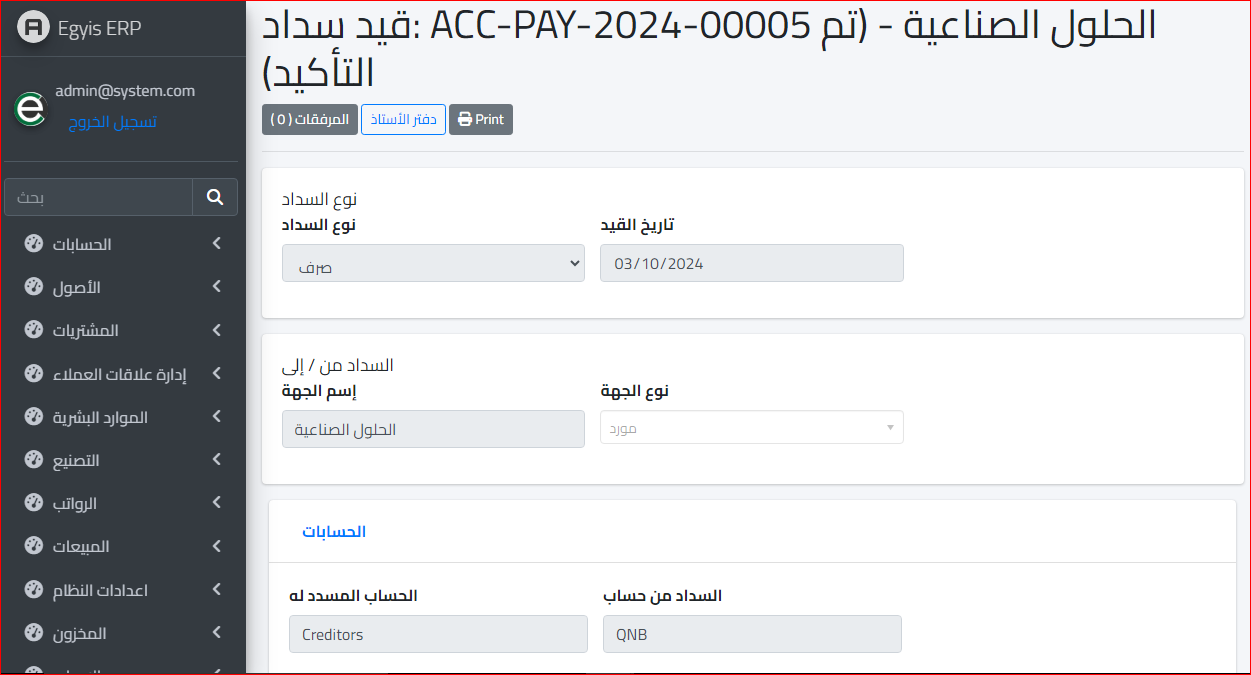 Egyis ERP
admin@system.com
تسجيل الخروج
بحث
الحسابات
الأصول
المشتريات
إدارة علاقات العملاء
الموارد البشرية
التصنيع
الرواتب
المبيعات
اعدادات النظام
المخزون
قيد سداد: ACC-PAY-2024-00005 الحلول الصناعية - (تم
التأكيد)
المرفقات ( 0 )
دفتر الأستاذ
Print
نوع السداد
نوع السداد
تاريخ القيد
صرف
03/10/2024
السداد من / إلى
إسم الجهة
نوع الجهة
الحلول الصناعية
مورد
الحسابات
الحساب المسدد له
السداد من حساب
Creditors
QNB